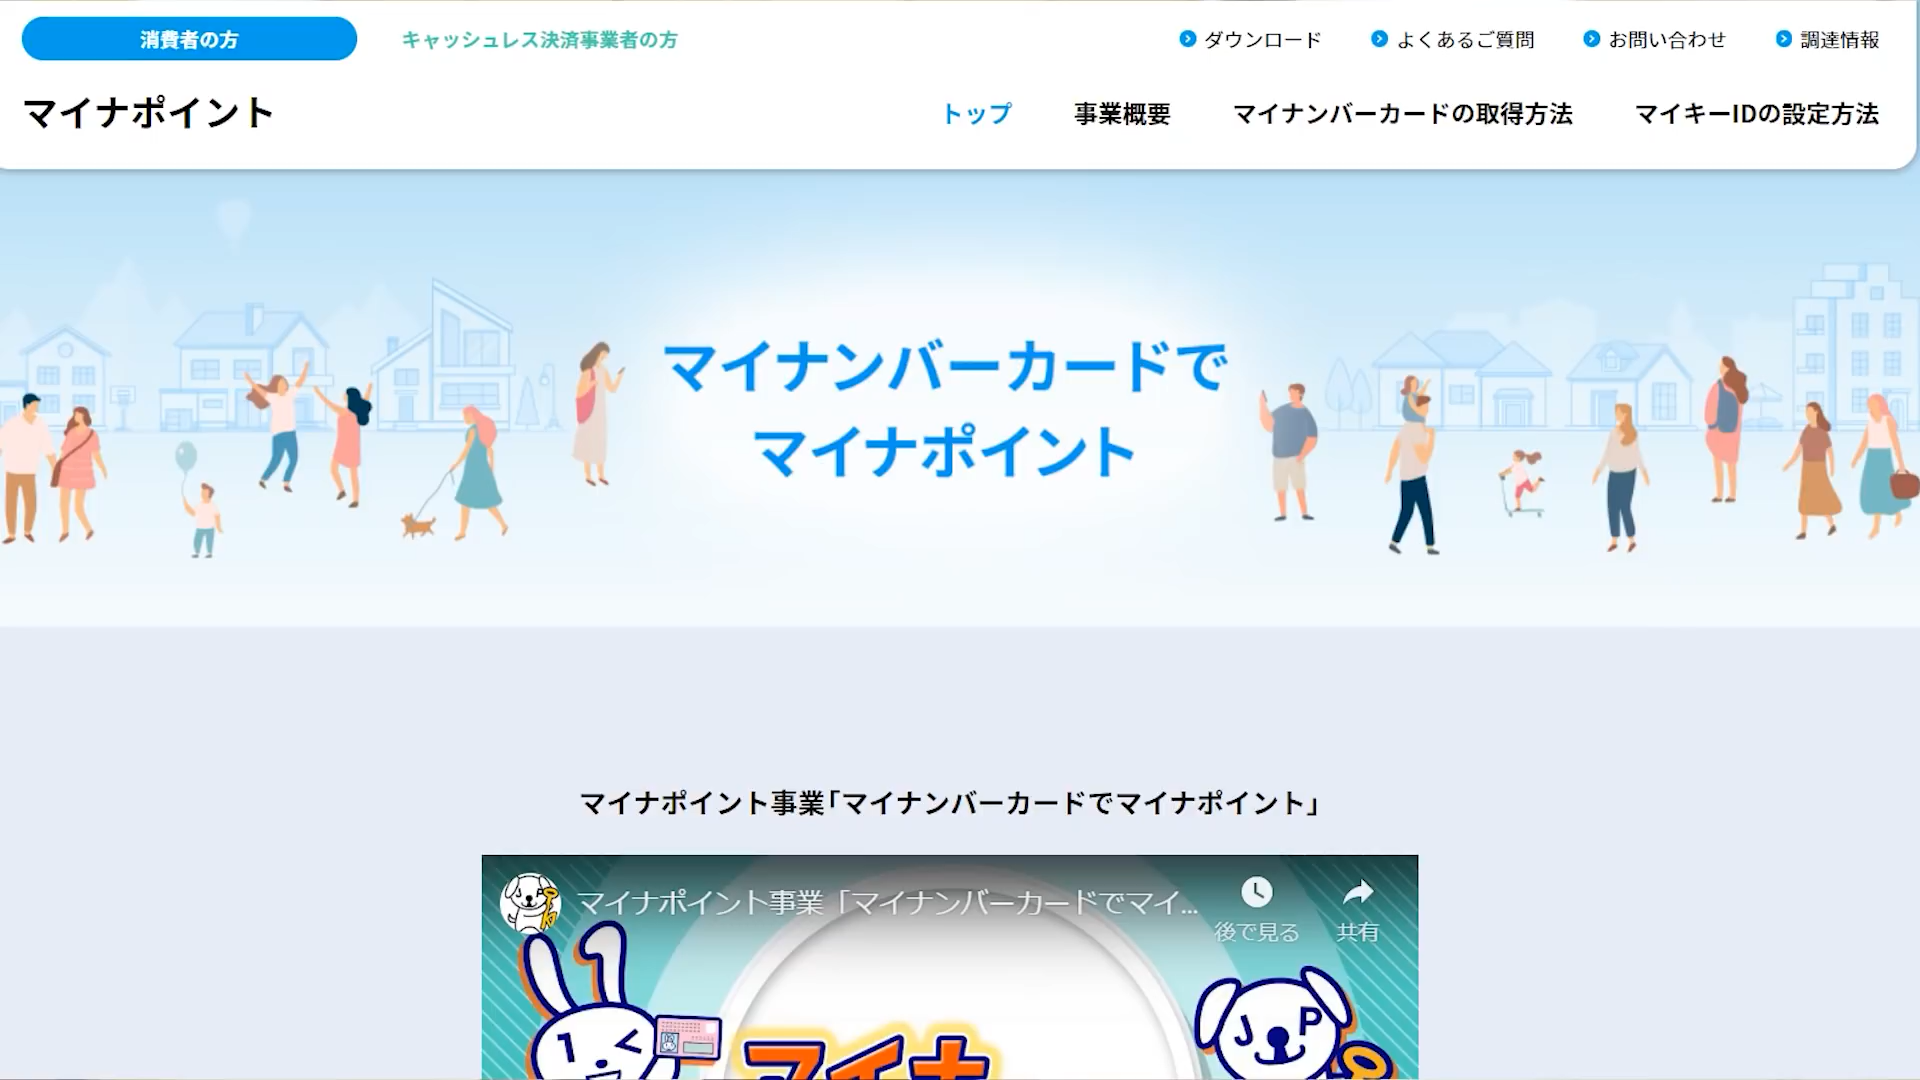 消費者の方
キャッシュレス決済事業者の方
ダウンロード
よくあるご質問
お問い合わせ
調達情報
マイナポイント
トップ
事業概要
マイナンバーカードの取得方法
マイキーIDの設定方法
マイナンバーカードで
マイナポイント
マイナポイント事業「マイナンバーカードでマイナポイント」
マイナポイント事業「マイナンバーカードでマイ...
後で見る
共有
J P
1
マイナ